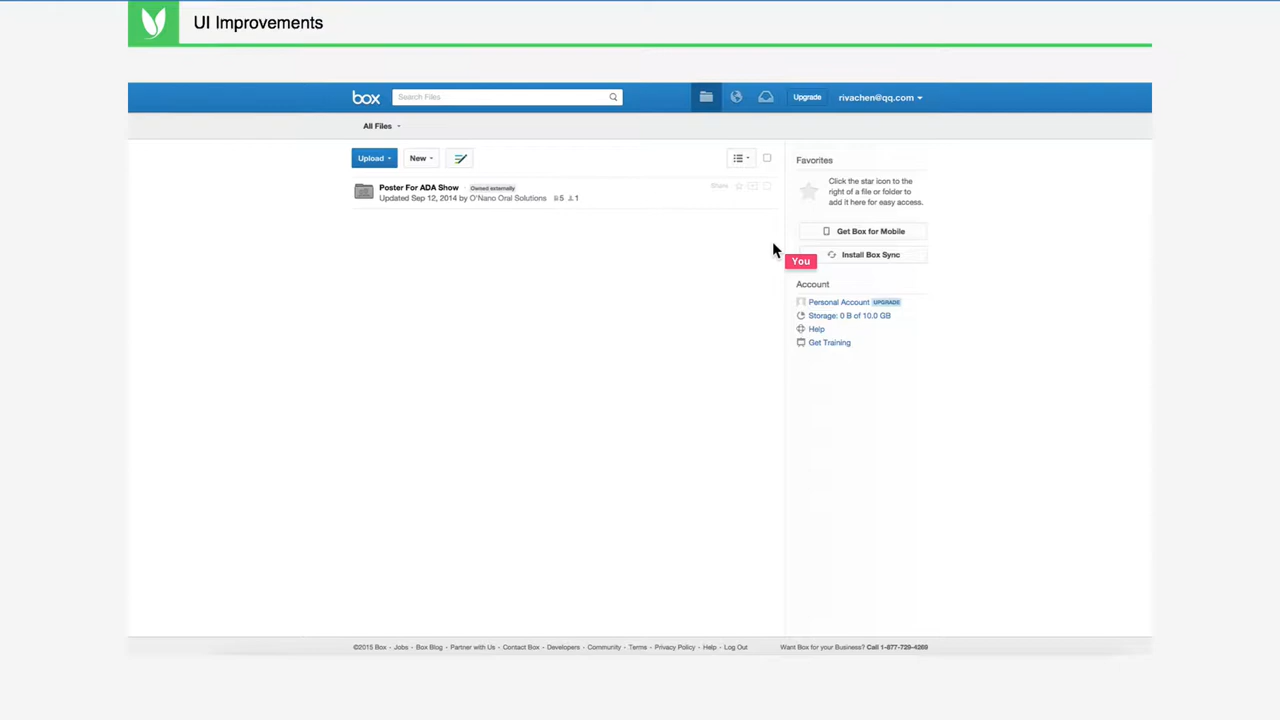 UI Improvements
box
Search Files
Upgrade
rivachen@qq.com
All Files
Upload
New
Poster For ADA Show
Owned externally
Share
Updated Sep 12, 2014 by O'Nano Oral Solutions 5 1
Favorites
Click the star icon to the
right of a file or folder to
add it here for easy access.
Get Box for Mobile
You
Install Box Sync
Account
Personal Account UPGRADE
Storage: 0 B of 10.0 GB
Help
Get Training
©2015 Box - Jobs - Box Blog - Partner with Us - Contact Box - Developers - Community - Terms - Privacy Policy - Help - Log Out
Want Box for your Business? Call 1-877-729-4269